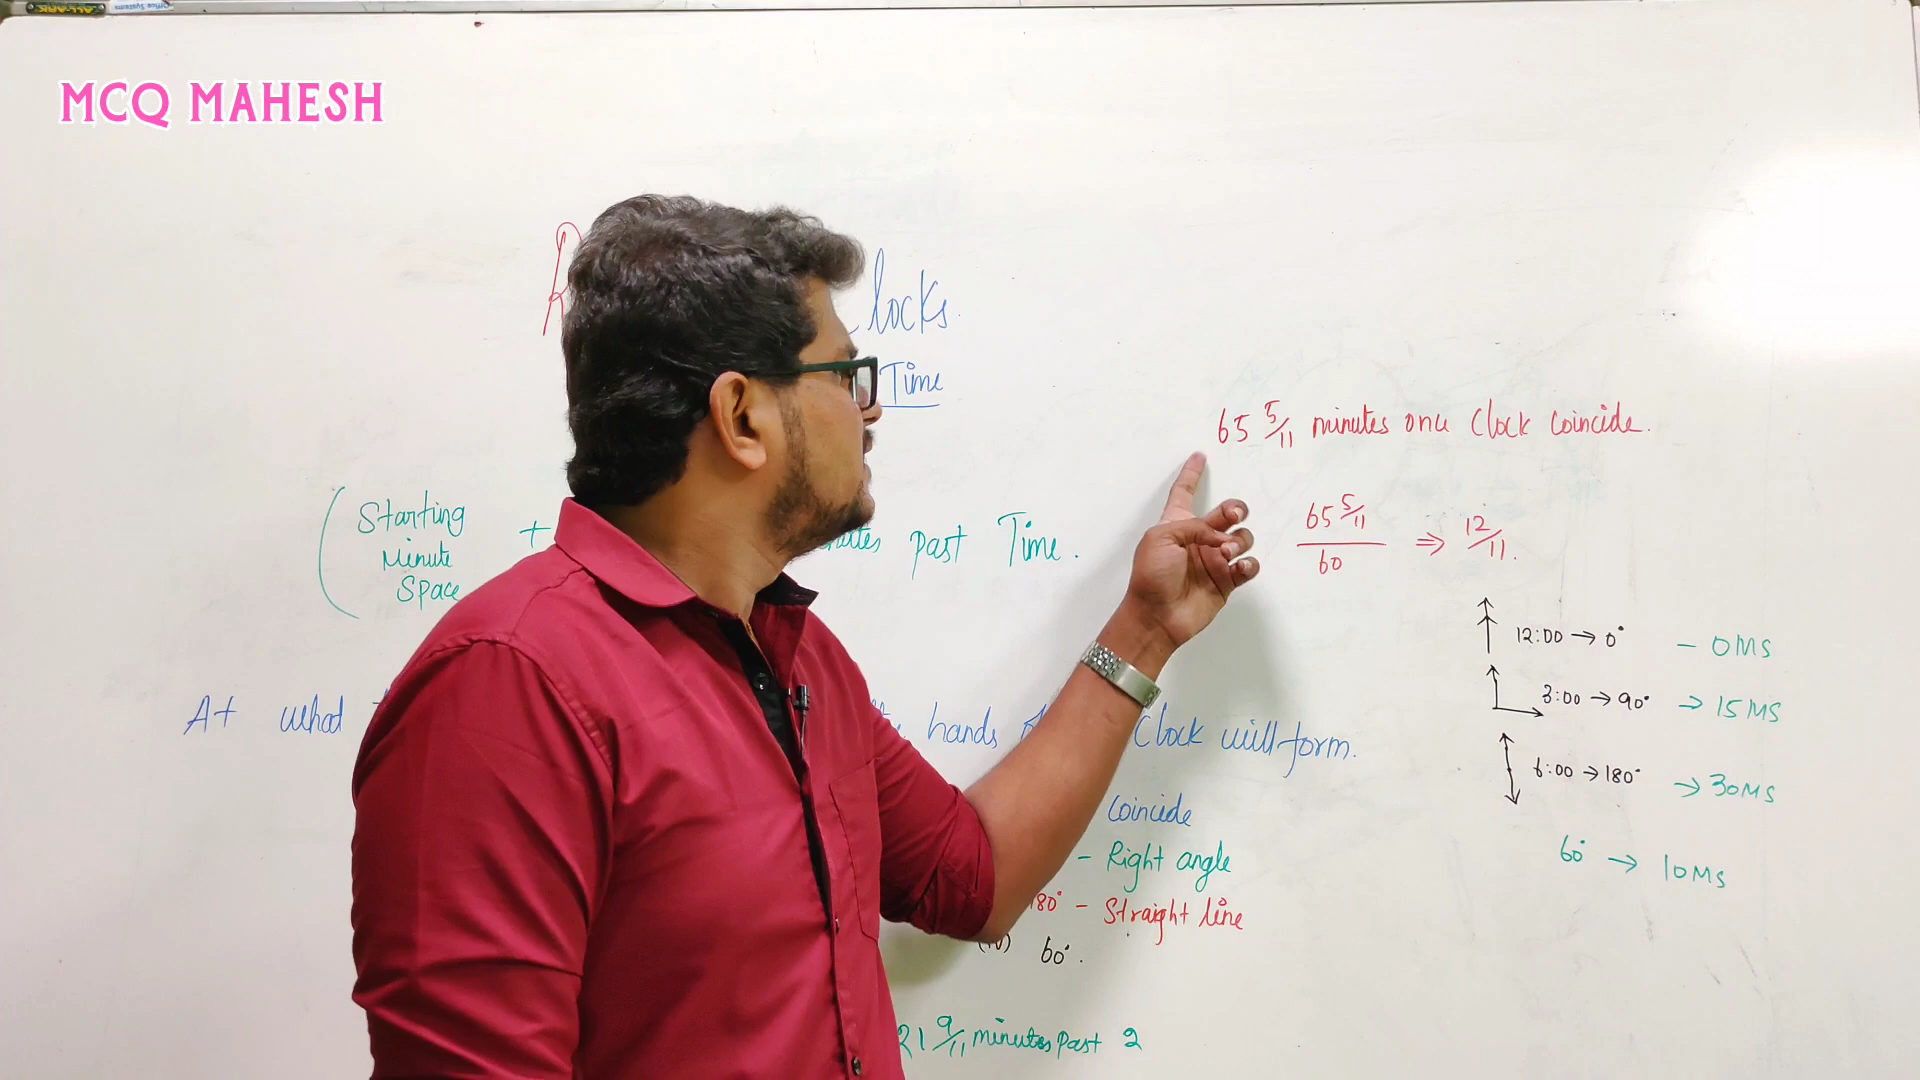 MCQ MAHESH
locks.
Time
65 5/11 minutes once Clock Coincide.
65 5/11 / 60 ⇒ 12/11.
( Starting Minute Space +
past Time.
12:00 → 0° - 0MS
3:00 → 90° → 15MS
6:00 → 180° → 30MS
60° → 10MS
At what
hands
Clock will form.
Coincide
- Right angle
180° - Straight line
(iv) 60°.
21 9/11 minutes past 2